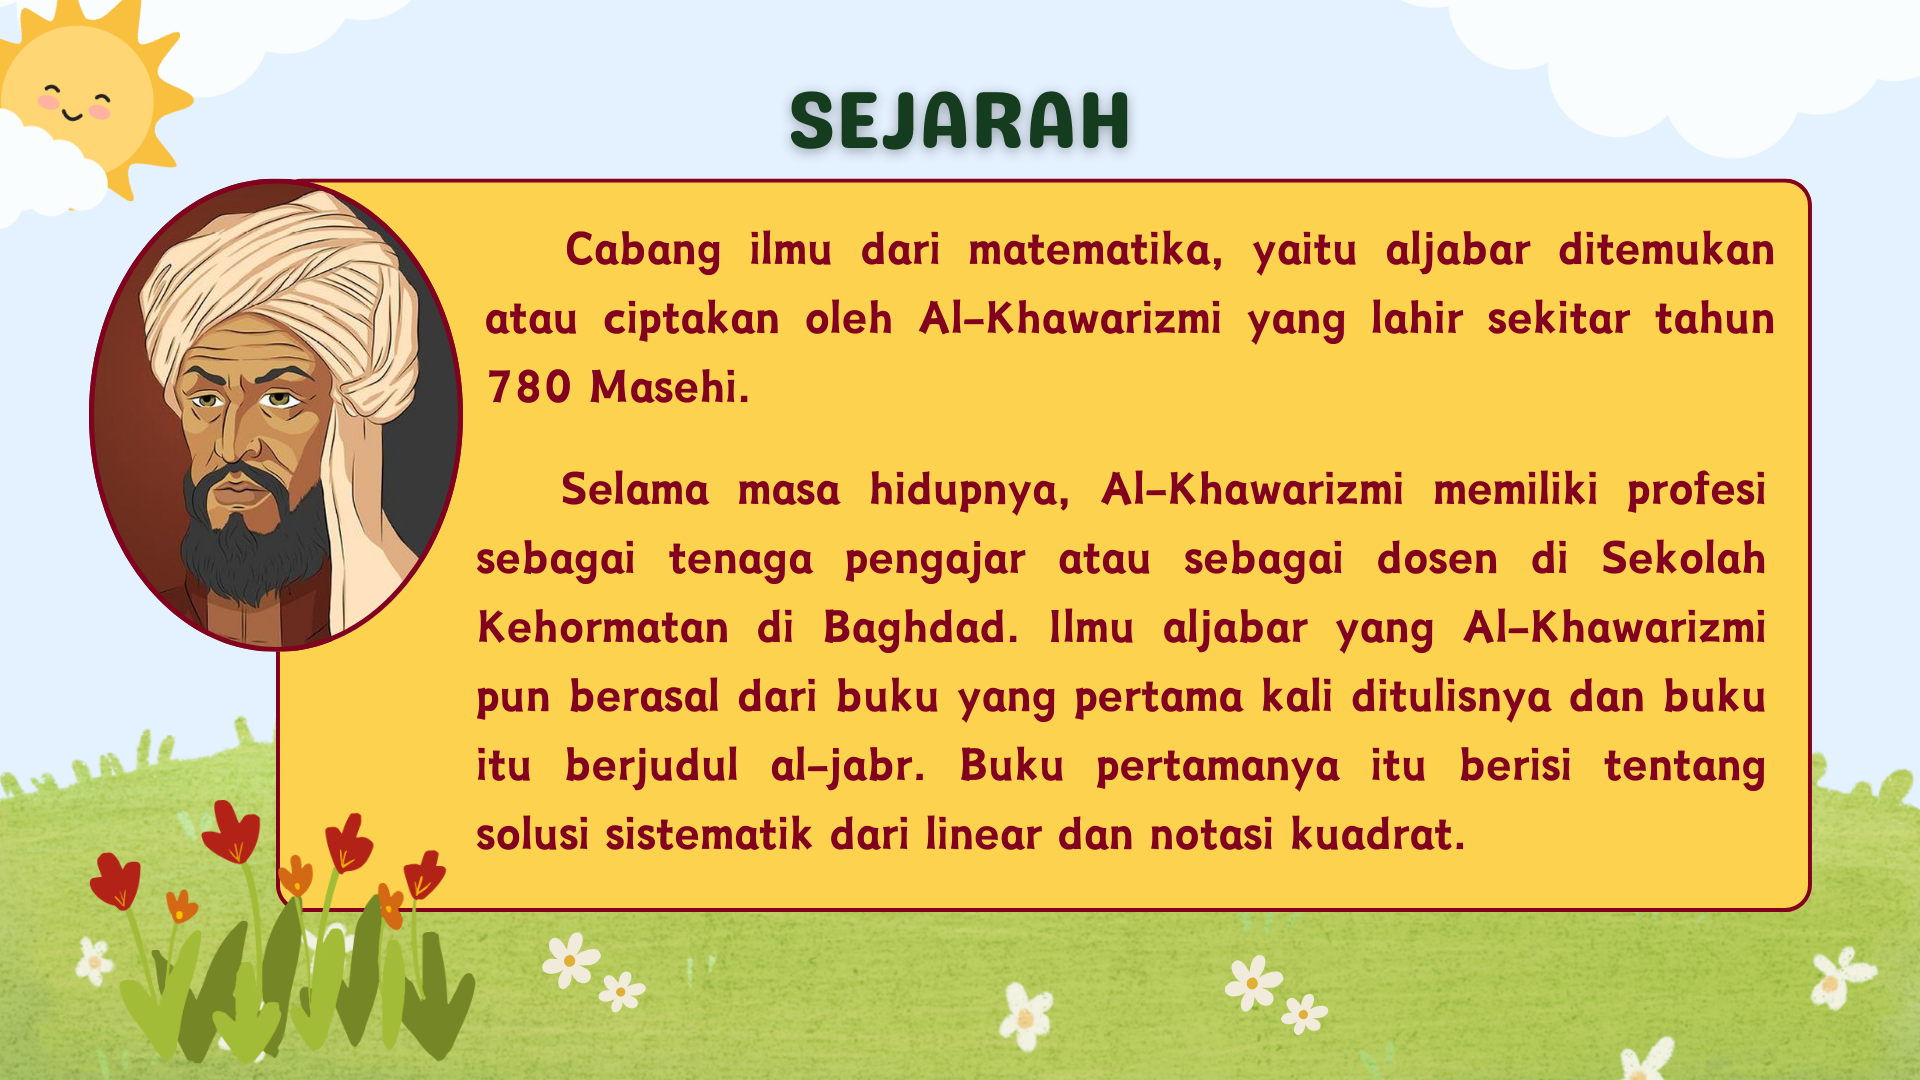 SEJARAH
Cabang ilmu dari matematika, yaitu aljabar ditemukan
atau ciptakan oleh Al-Khawarizmi yang lahir sekitar tahun
780 Masehi.
Selama masa hidupnya, Al-Khawarizmi memiliki profesi
sebagai tenaga pengajar atau sebagai dosen di Sekolah
Kehormatan di Baghdad. Ilmu aljabar yang Al-Khawarizmi
pun berasal dari buku yang pertama kali ditulisnya dan buku
itu berjudul al-jabr. Buku pertamanya itu berisi tentang
solusi sistematik dari linear dan notasi kuadrat.